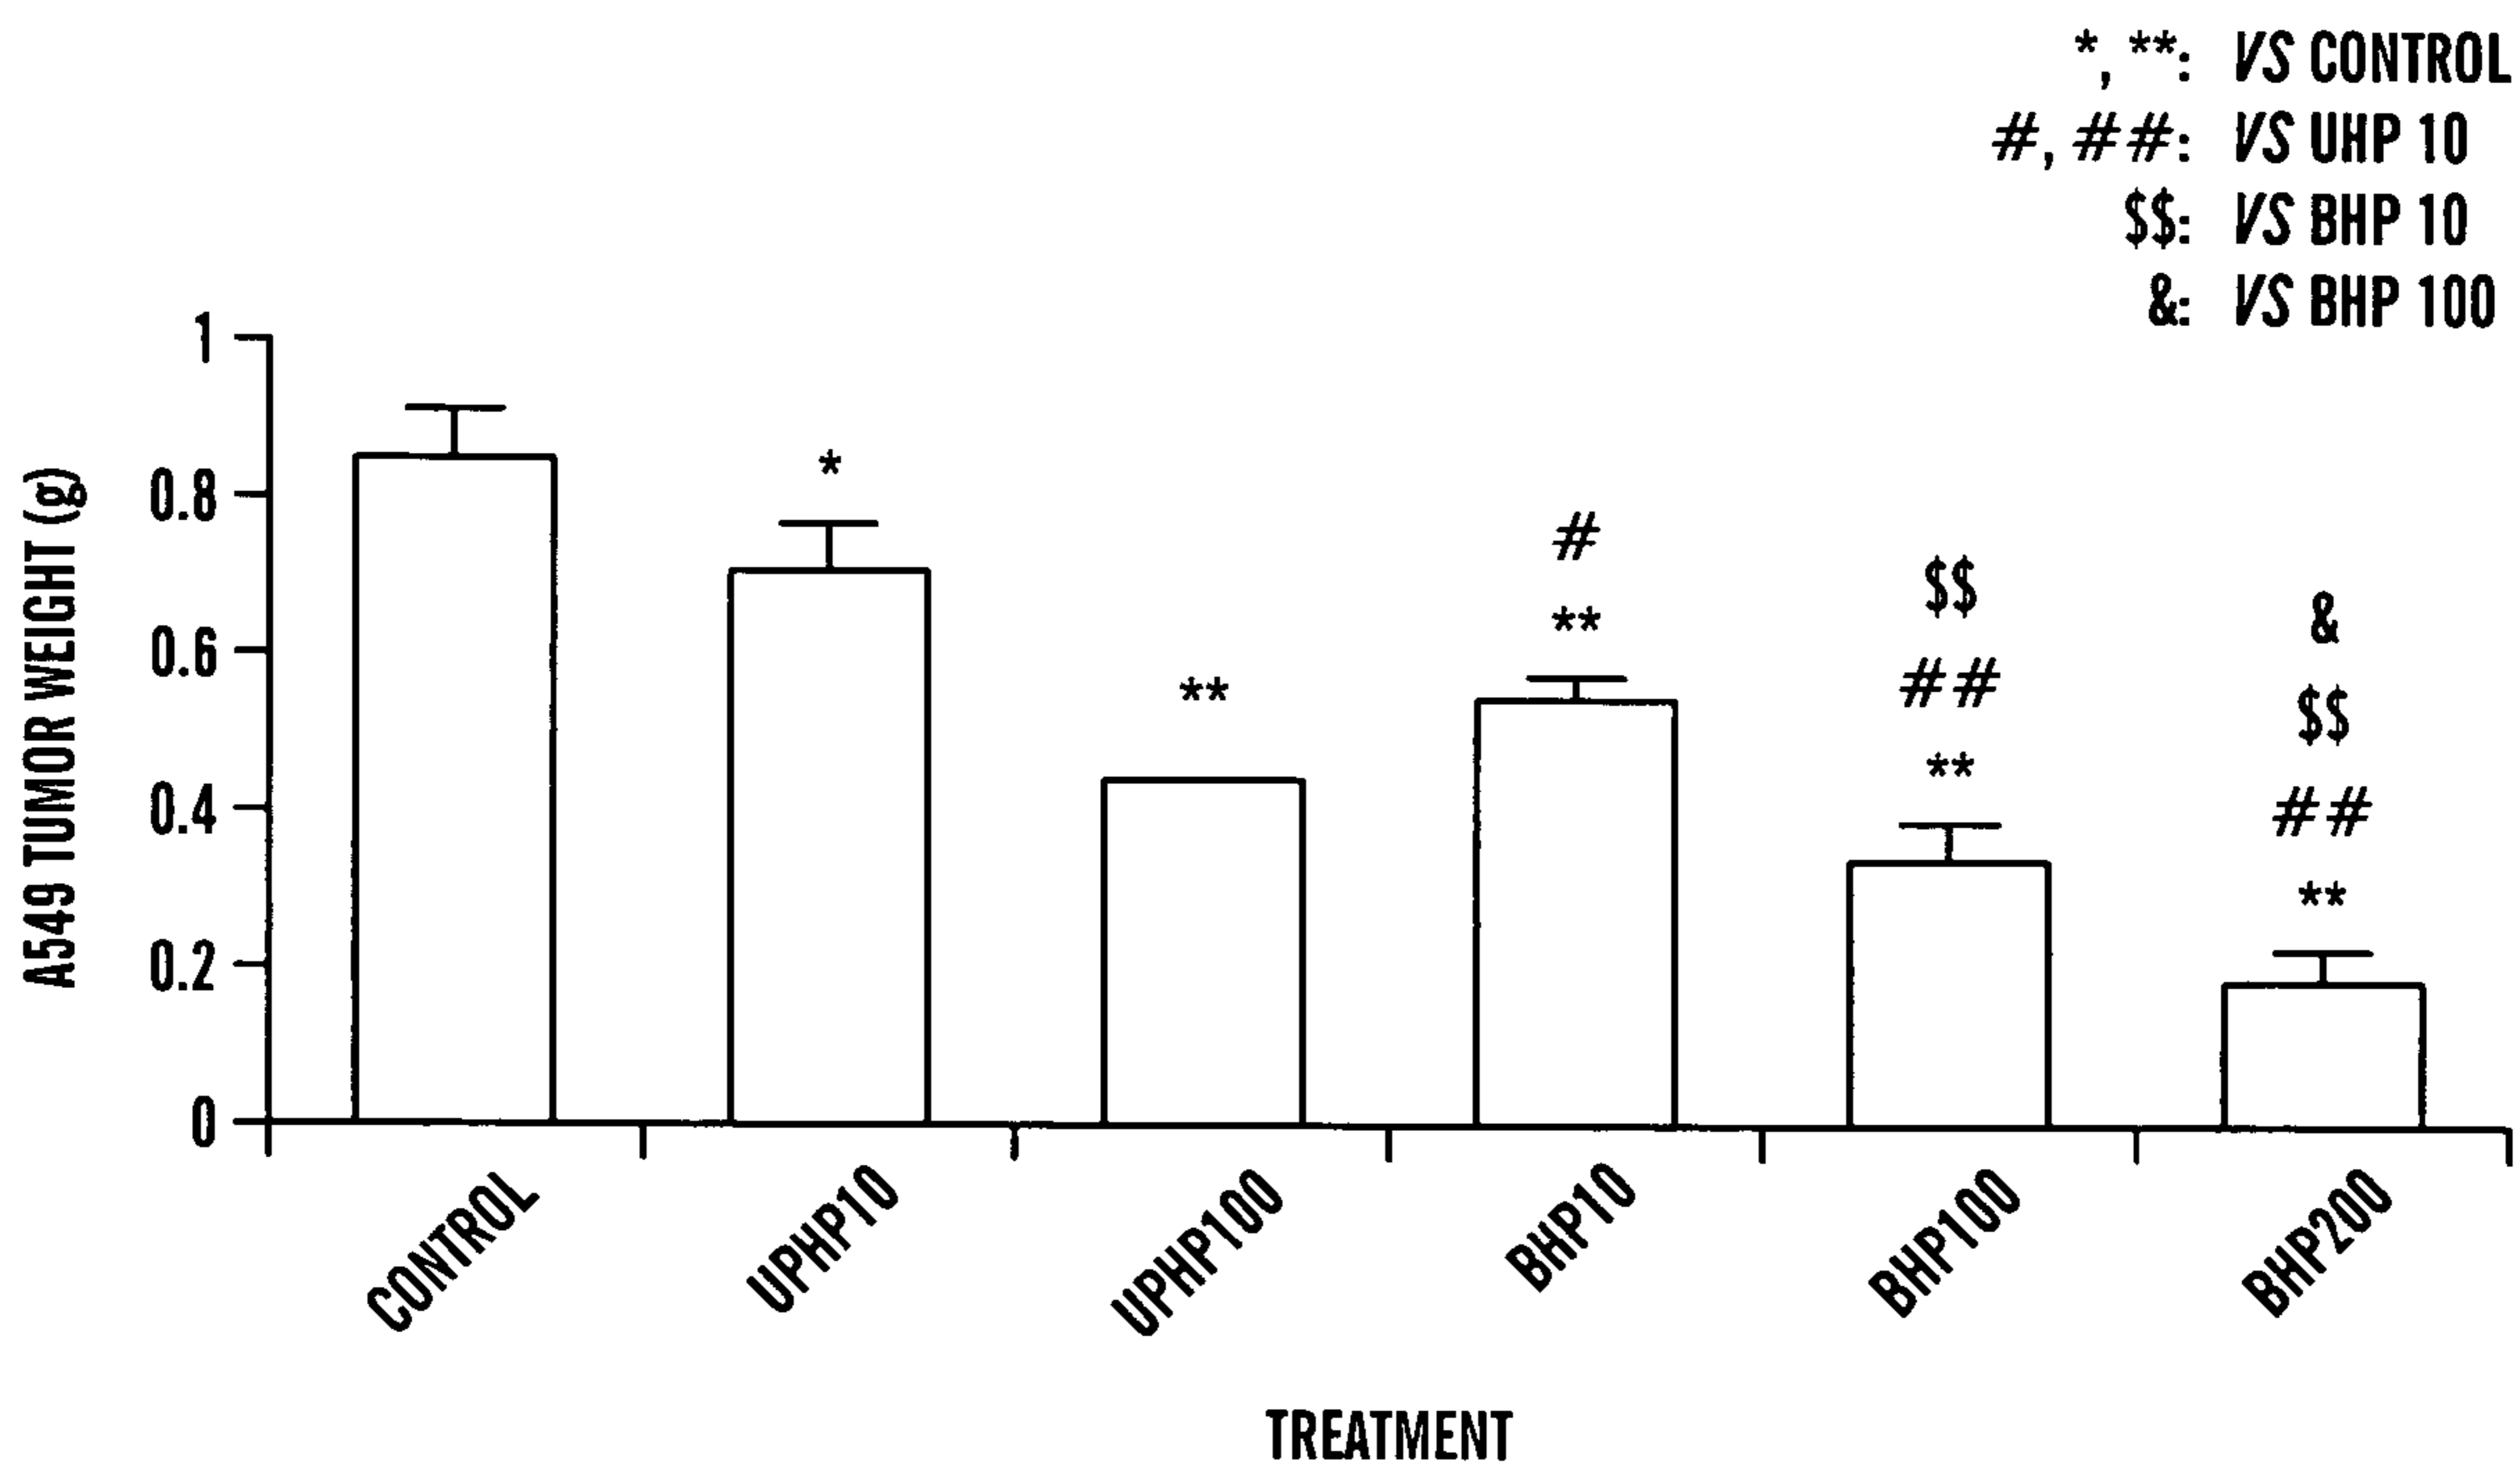 *, **: VS CONTROL
#, ##: VS UHP 10
$$: VS BHP 10
&: VS BHP 100
1
0.8
0.6
0.4
0.2
0
A549 TUMOR WEIGHT (g)
*
**
#
**
$$
##
**
&
$$
##
**
CONTROL
UPHP10
UPHP100
BHP10
BHP100
BHP200
TREATMENT